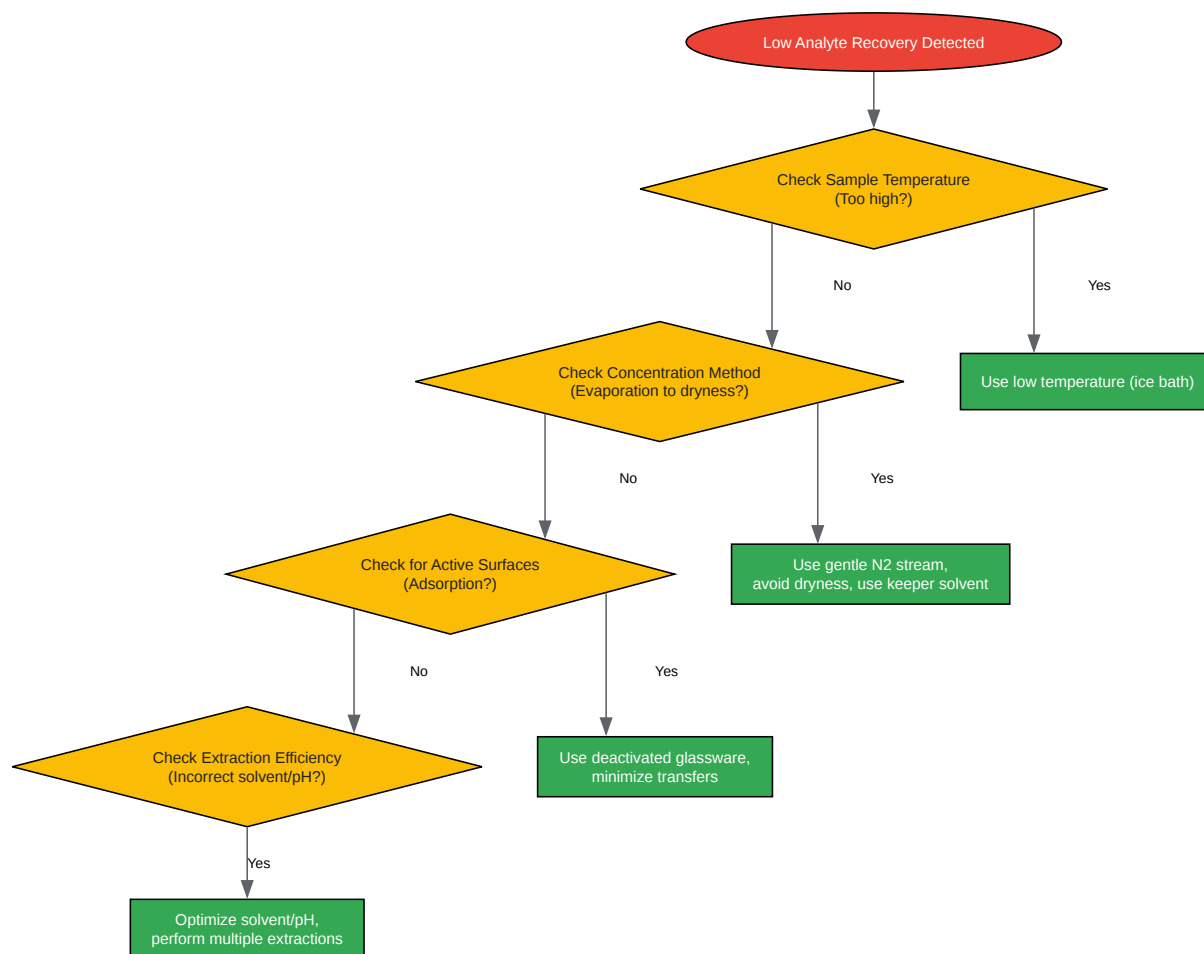 Low Analyte Recovery Detected
Check Sample Temperature
(Too high?)
No
Yes
Check Concentration Method
(Evaporation to dryness?)
Use low temperature (ice bath)
No
Yes
Check for Active Surfaces
(Adsorption?)
Use gentle N2 stream,
avoid dryness, use keeper solvent
No
Yes
Check Extraction Efficiency
(Incorrect solvent/pH?)
Use deactivated glassware,
minimize transfers
Yes
Optimize solvent/pH,
perform multiple extractions